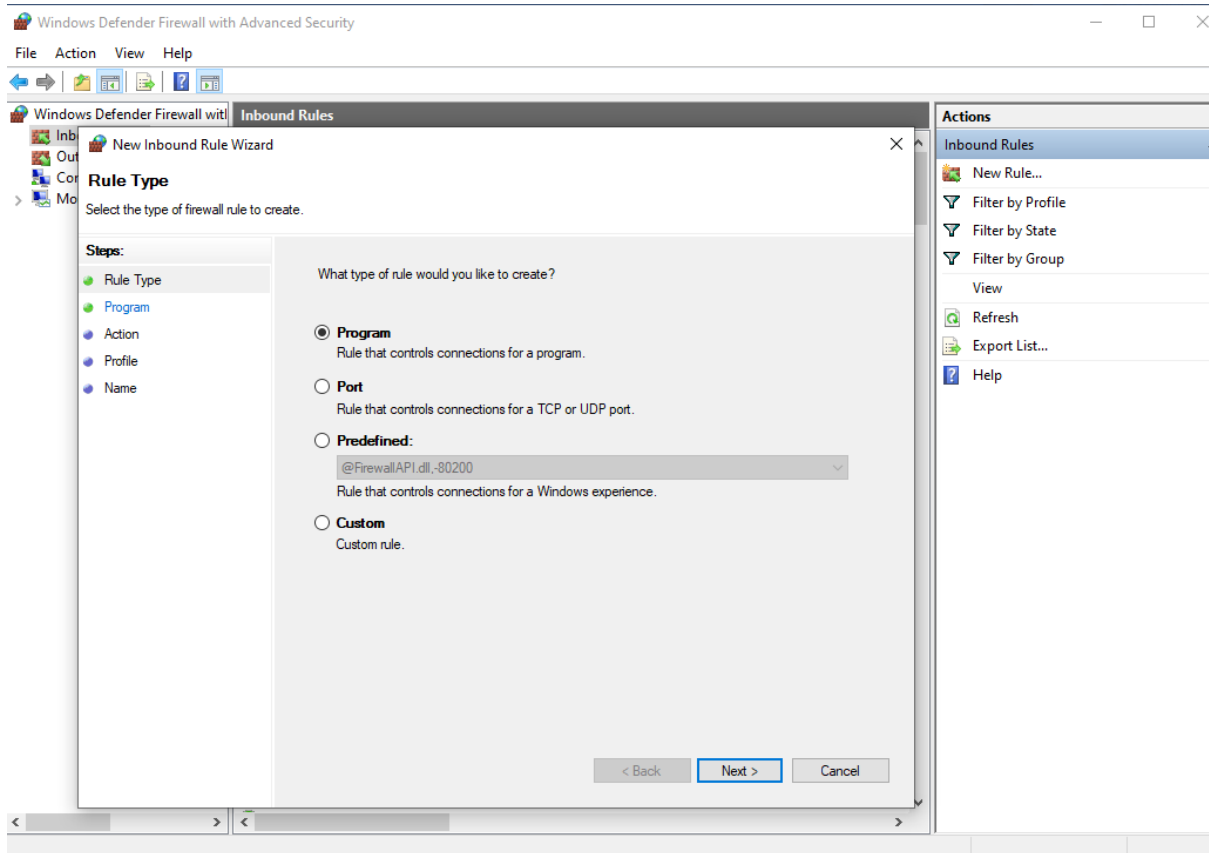 Windows Defender Firewall with Advanced Security
File Action View Help
Windows Defender Firewall witl
Inb
Out
Cor
Mo
Inbound Rules
New Inbound Rule Wizard
Rule Type
Select the type of firewall rule to create.
Steps:
Rule Type
Program
Action
Profile
Name
What type of rule would you like to create?
Program
Rule that controls connections for a program.
Port
Rule that controls connections for a TCP or UDP port.
Predefined:
@FirewallAPI.dll,-80200
Rule that controls connections for a Windows experience.
Custom
Custom rule.
< Back Next > Cancel
Actions
Inbound Rules
New Rule...
Filter by Profile
Filter by State
Filter by Group
View
Refresh
Export List...
Help